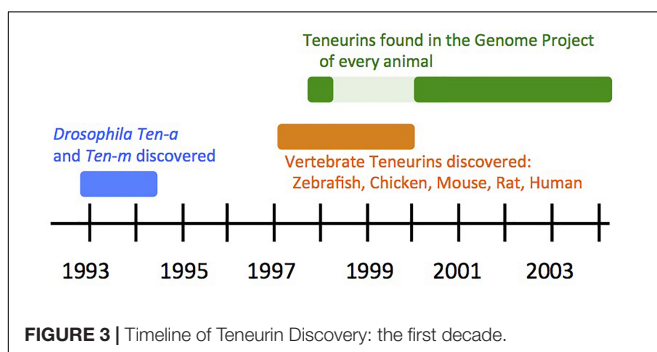 Teneurins found in the Genome Project
of every animal
Drosophila Ten-a
and Ten-m discovered
Vertebrate Teneurins discovered:
Zebrafish, Chicken, Mouse, Rat, Human
1993 1995 1997 1999 2001 2003
FIGURE 3 | Timeline of Teneurin Discovery: the first decade.